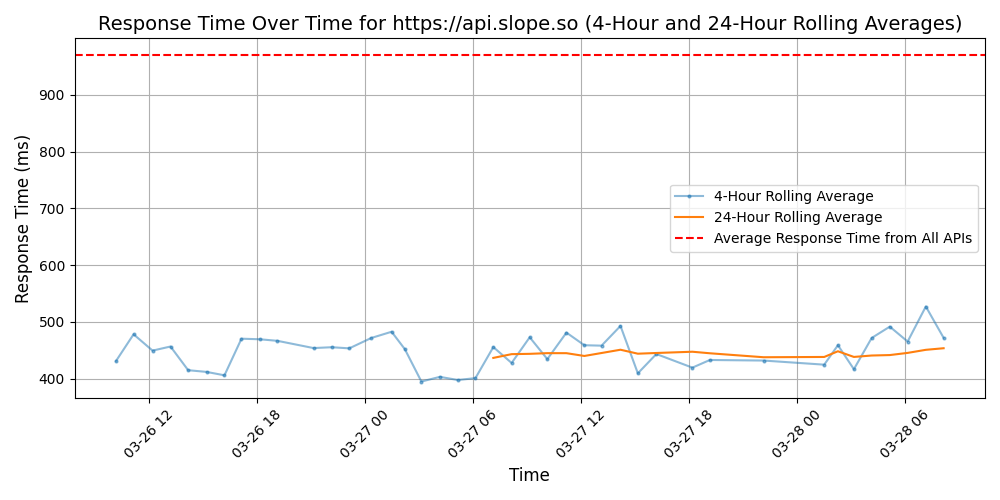 Response Time Over Time for https://api.slope.so (4-Hour and 24-Hour Rolling Averages)
Response Time (ms)
900
800
700
600
500
400
4-Hour Rolling Average
24-Hour Rolling Average
Average Response Time from All APIs
03-26 12
03-26 18
03-27 00
03-27 06
03-27 12
03-27 18
03-28 00
03-28 06
Time